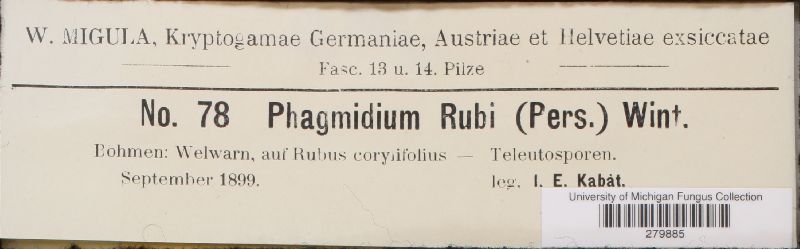 W. MIGULA, Kryptogamae Germaniae, Austriae et Helvetiae exsiccatae
Fasc. 13 u. 14. Pilze
No. 78 Phagmidium Rubi (Pers.) Wint.
Böhmen: Welwarn, auf Rubus corylifolius — Teleutosporen.
September 1899. leg. I. E. Kabát.
University of Michigan Fungus Collection
279885